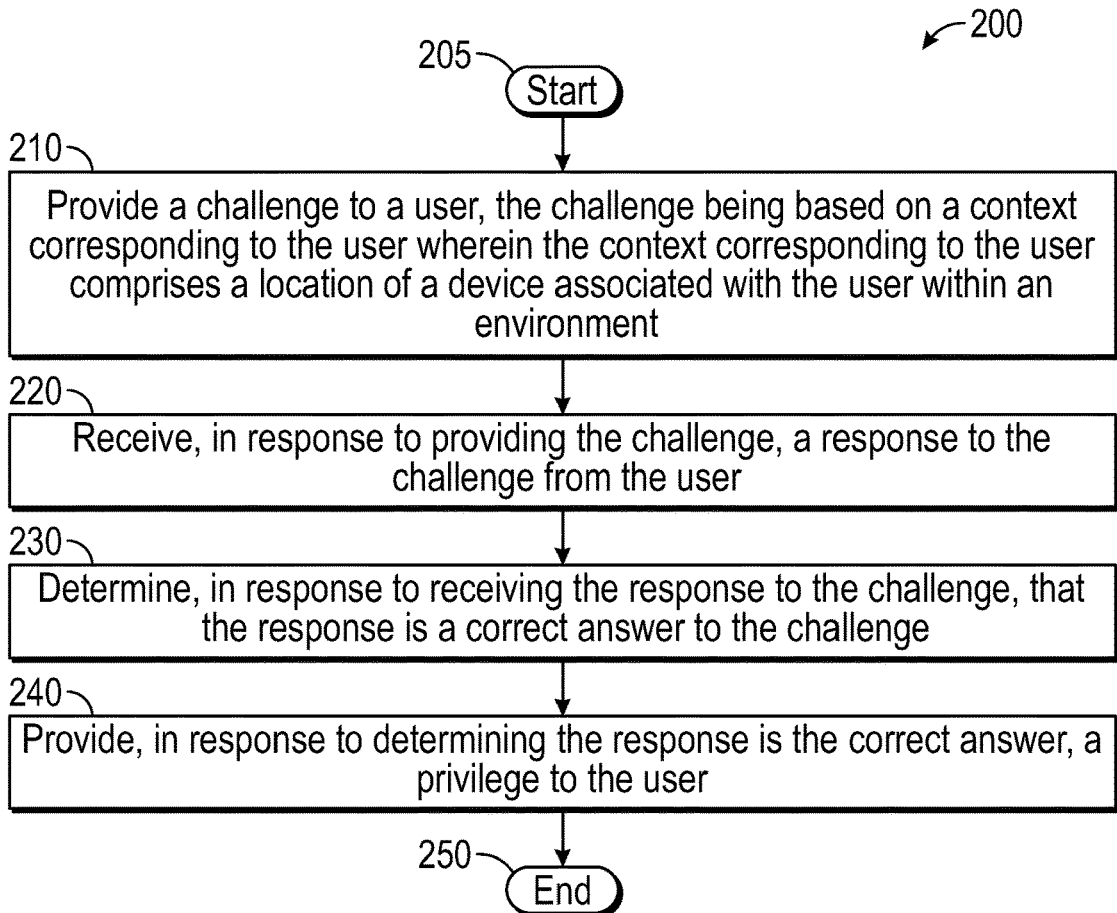 200
205
Start
210
Provide a challenge to a user, the challenge being based on a context
corresponding to the user wherein the context corresponding to the user
comprises a location of a device associated with the user within an
environment
220
Receive, in response to providing the challenge, a response to the
challenge from the user
230
Determine, in response to receiving the response to the challenge, that
the response is a correct answer to the challenge
240
Provide, in response to determining the response is the correct answer, a
privilege to the user
250
End